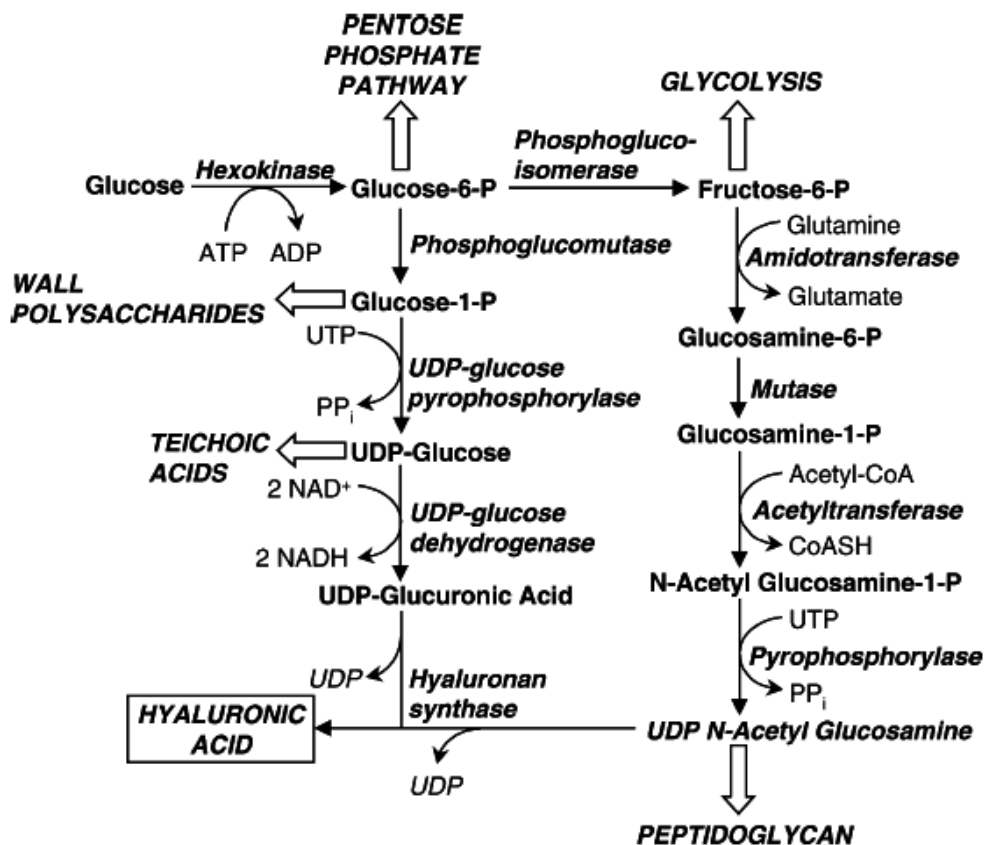 PENTOSE
PHOSPHATE
PATHWAY
GLYCOLYSIS
Hexokinase
Phosphogluco-
isomerase
Glucose
Glucose-6-P
Fructose-6-P
ATP
ADP
Phosphoglucomutase
Glutamine
Amidotransferase
Glutamate
WALL
POLYSACCHARIDES
Glucose-1-P
Glucosamine-6-P
UTP
UDP-glucose
pyrophosphorylase
PPi
Mutase
Glucosamine-1-P
TEICHOIC
ACIDS
UDP-Glucose
2 NAD+
UDP-glucose
dehydrogenase
2 NADH
Acetyl-CoA
Acetyltransferase
CoASH
UDP-Glucuronic Acid
N-Acetyl Glucosamine-1-P
UTP
Pyrophosphorylase
PPi
UDP
Hyaluronan
synthase
HYALURONIC
ACID
UDP N-Acetyl Glucosamine
UDP
PEPTIDOGLYCAN